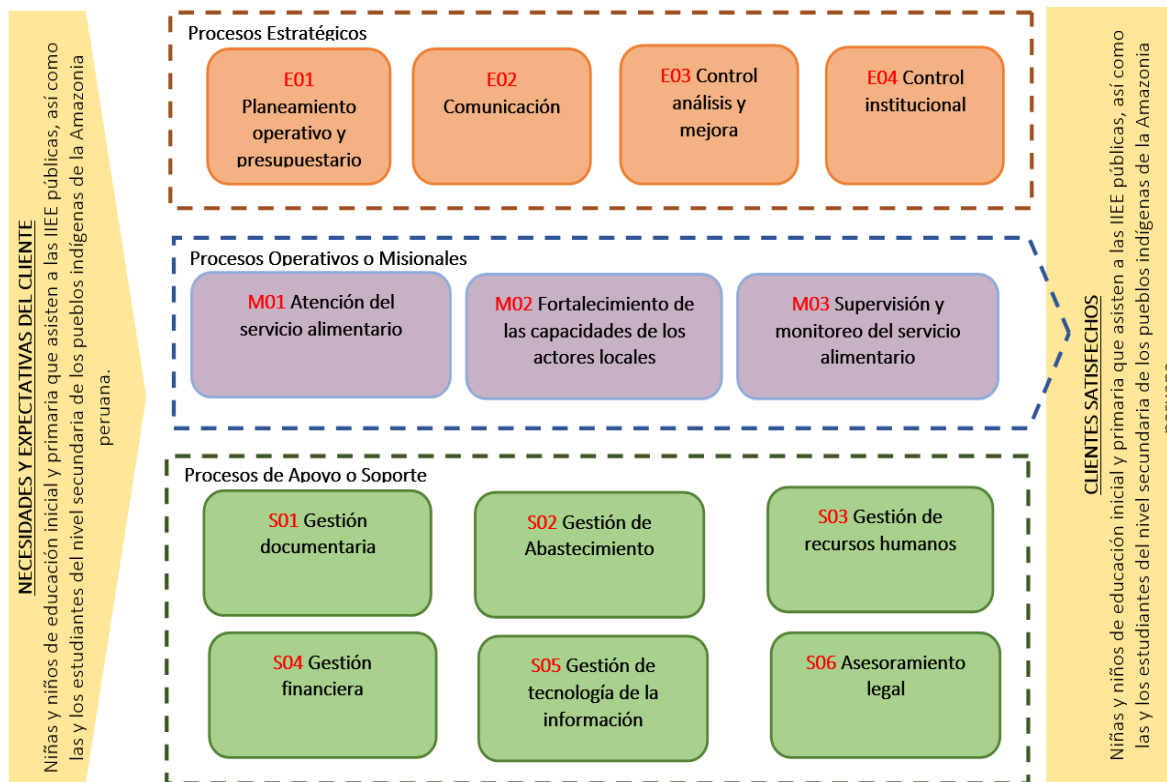 NECESIDADES Y EXPECTATIVAS DEL CLIENTE
Niñas y niños de educación inicial y primaria que asisten a las IIEE públicas, así como
las y los estudiantes del nivel secundaria de los pueblos indígenas de la Amazonia
peruana.
Procesos Estratégicos
E01
Planeamiento
operativo y
presupuestario
E02
Comunicación
E03 Control
análisis y
mejora
E04 Control
institucional
Procesos Operativos o Misionales
M01 Atención del
servicio alimentario
M02 Fortalecimiento de
las capacidades de los
actores locales
M03 Supervisión y
monitoreo del servicio
alimentario
Procesos de Apoyo o Soporte
S01 Gestión
documentaria
S02 Gestión de
Abastecimiento
S03 Gestión de
recursos humanos
S04 Gestión
financiera
S05 Gestión de
tecnología de la
información
S06 Asesoramiento
legal
CLIENTES SATISFECHOS
Niñas y niños de educación inicial y primaria que asisten a las IIEE públicas, así como
las y los estudiantes del nivel secundaria de los pueblos indígenas de la Amazonia